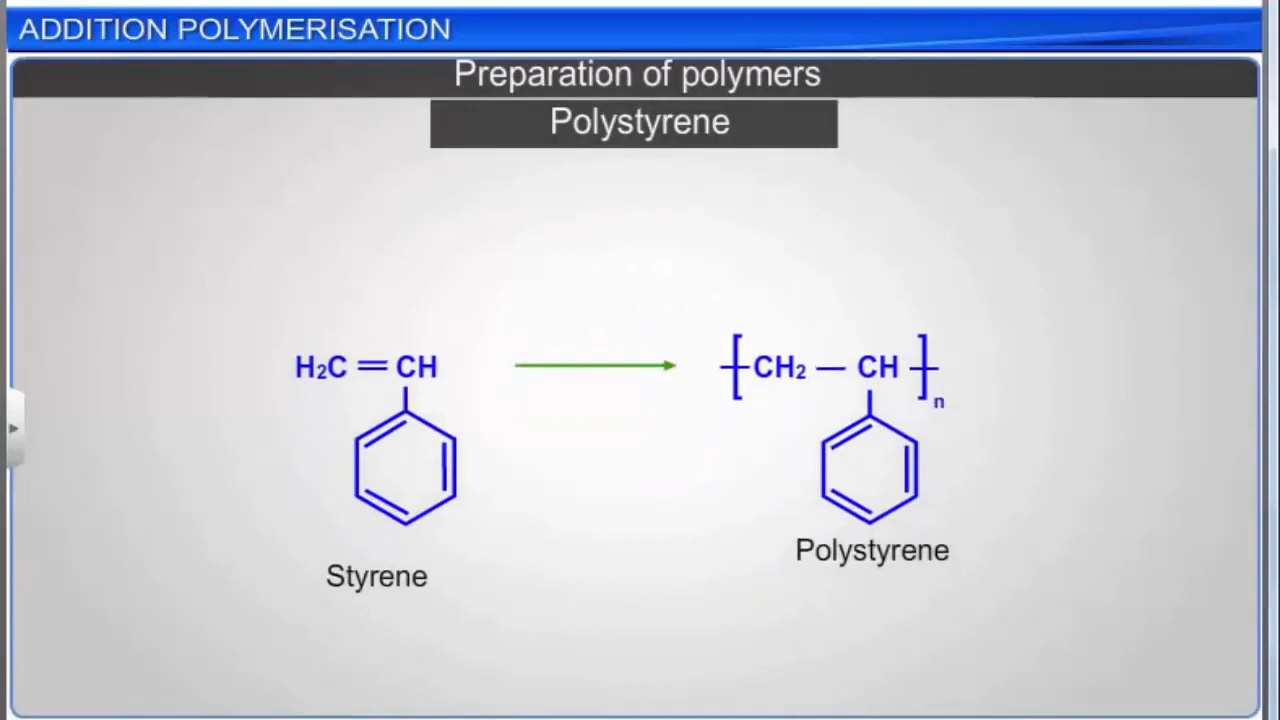 ADDITION POLYMERISATION
Preparation of polymers
Polystyrene
H₂C = CH
[CH₂ — CH]n
Polystyrene
Styrene